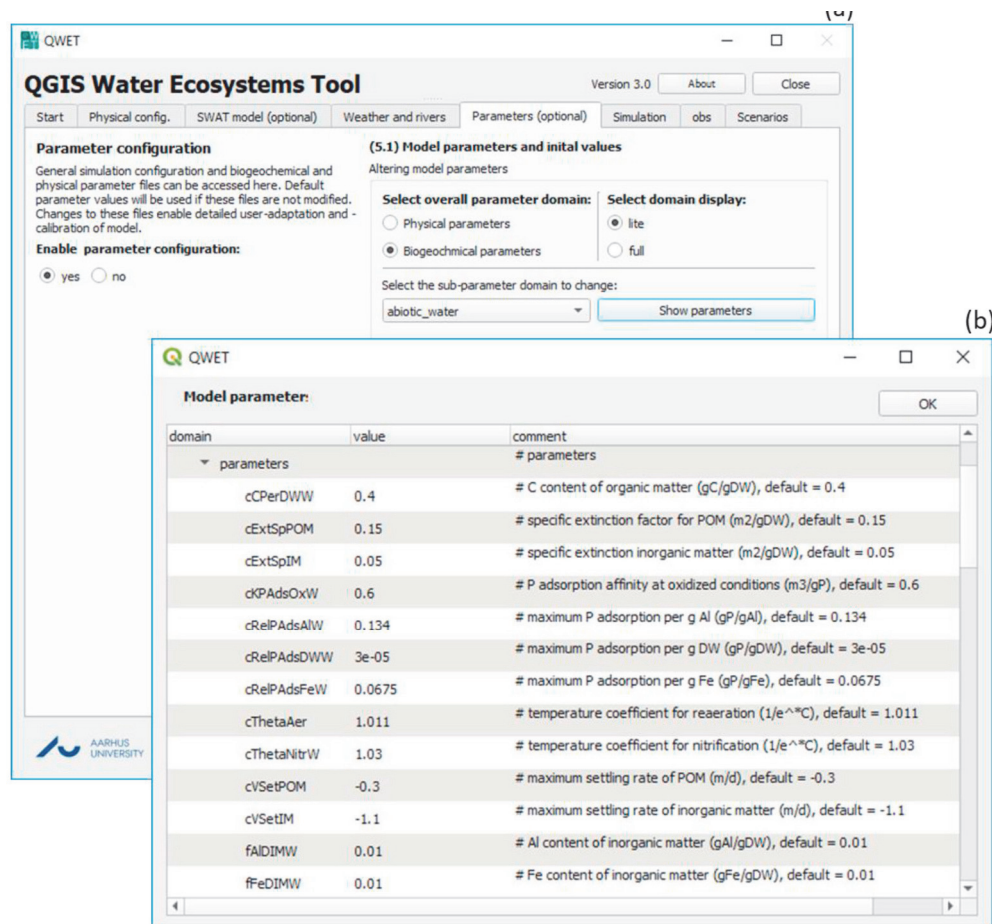 (a)
QWET
QGIS Water Ecosystems Tool
Version 3.0 About Close
Start Physical config. SWAT model (optional) Weather and rivers Parameters (optional) Simulation obs Scenarios
Parameter configuration
General simulation configuration and biogeochemical and
physical parameter files can be accessed here. Default
parameter values will be used if these files are not modified.
Changes to these files enable detailed user-adaptation and -
calibration of model.
Enable parameter configuration:
yes no
(5.1) Model parameters and inital values
Altering model parameters
Select overall parameter domain: Select domain display:
Physical parameters lite
Biogeochmical parameters full
Select the sub-parameter domain to change:
abiotic_water Show parameters
AARHUS
UNIVERSITY
(b)
QWET
Model parameters
OK
domain value comment
parameters # parameters
cCPerDWW 0.4 # C content of organic matter (gC/gDW), default = 0.4
cExtSpPOM 0.15 # specific extinction factor for POM (m2/gDW), default = 0.15
cExtSpIM 0.05 # specific extinction inorganic matter (m2/gDW), default = 0.05
cKPAdsOxW 0.6 # P adsorption affinity at oxidized conditions (m3/gP), default = 0.6
cRelPAdsAlW 0.134 # maximum P adsorption per g Al (gP/gAl), default = 0.134
cRelPAdsDWW 3e-05 # maximum P adsorption per g DW (gP/gDW), default = 3e-05
cRelPAdsFeW 0.0675 # maximum P adsorption per g Fe (gP/gFe), default = 0.0675
cThetaAer 1.011 # temperature coefficient for reaeration (1/e^*C), default = 1.011
cThetaNitrW 1.03 # temperature coefficient for nitrification (1/e^*C), default = 1.03
cVSetPOM -0.3 # maximum settling rate of POM (m/d), default = -0.3
cVSetIM -1.1 # maximum settling rate of inorganic matter (m/d), default = -1.1
fAlDIMW 0.01 # Al content of inorganic matter (gAl/gDW), default = 0.01
fFeDIMW 0.01 # Fe content of inorganic matter (gFe/gDW), default = 0.01